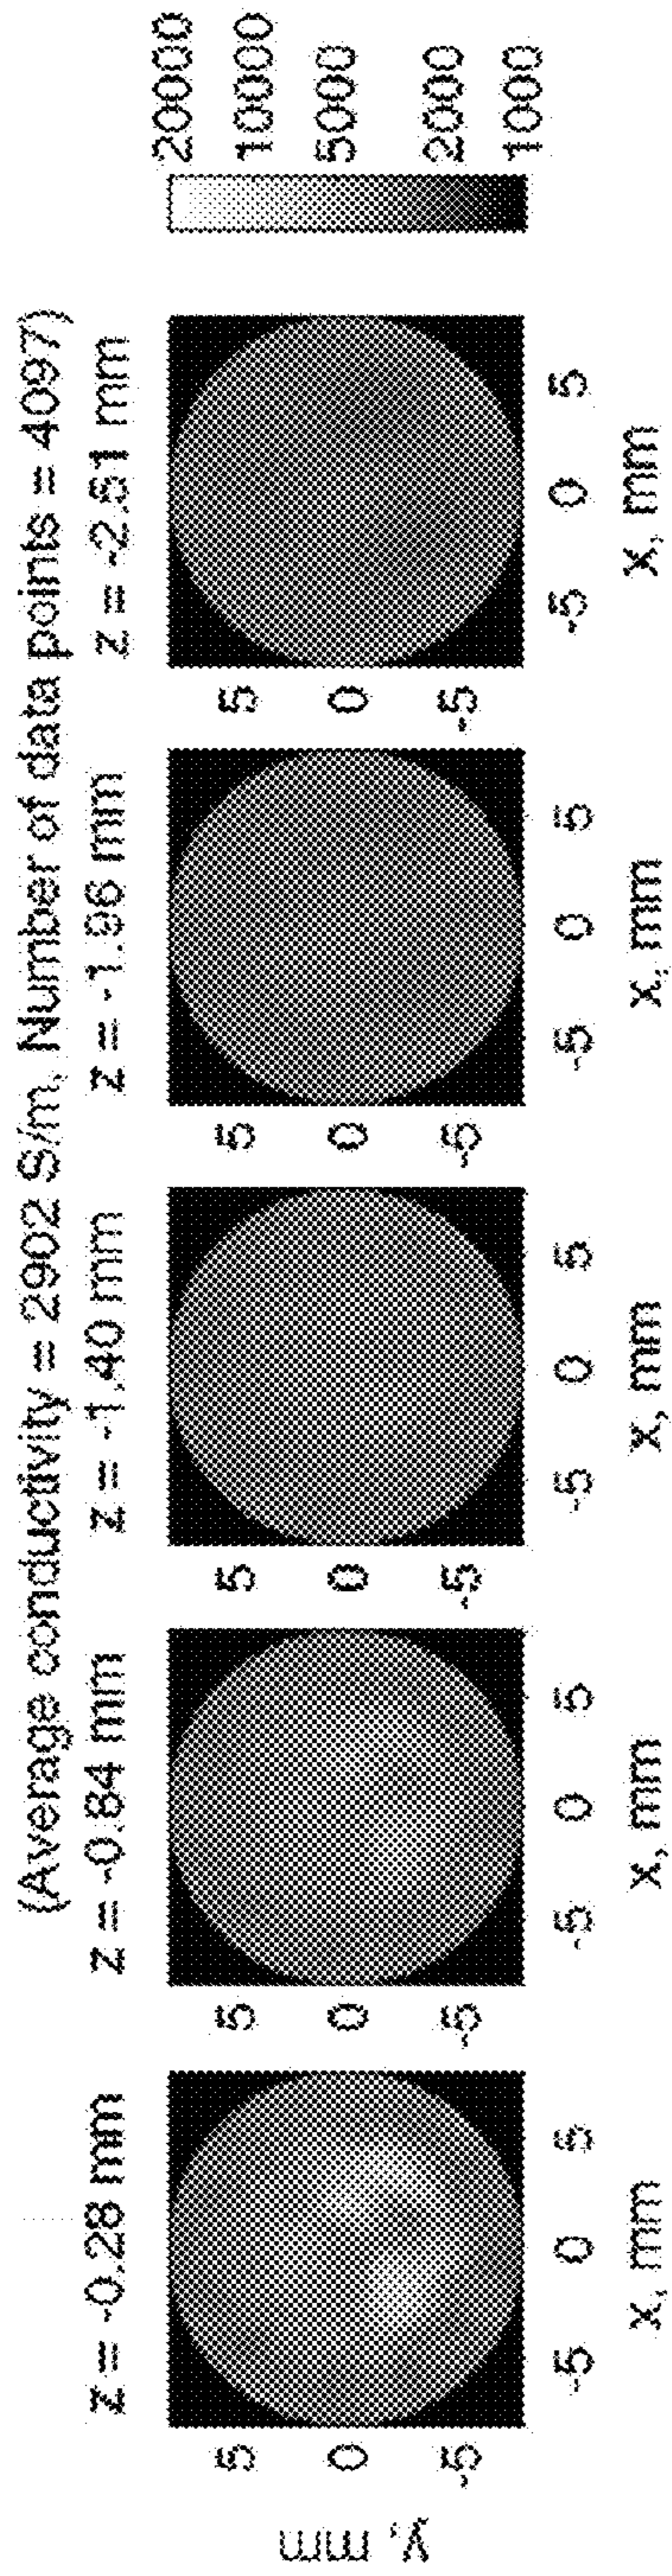 (Average conductivity = 2902 S/m, Number of data points = 4097)
z = -0.28 mm
z = -0.84 mm
z = -1.40 mm
z = -1.96 mm
z = -2.51 mm
y, mm
5
0
-5
5
0
-5
5
0
-5
5
0
-5
5
0
-5
20000
10000
5000
2000
1000
-5 0 5
-5 0 5
-5 0 5
-5 0 5
-5 0 5
x, mm
x, mm
x, mm
x, mm
x, mm